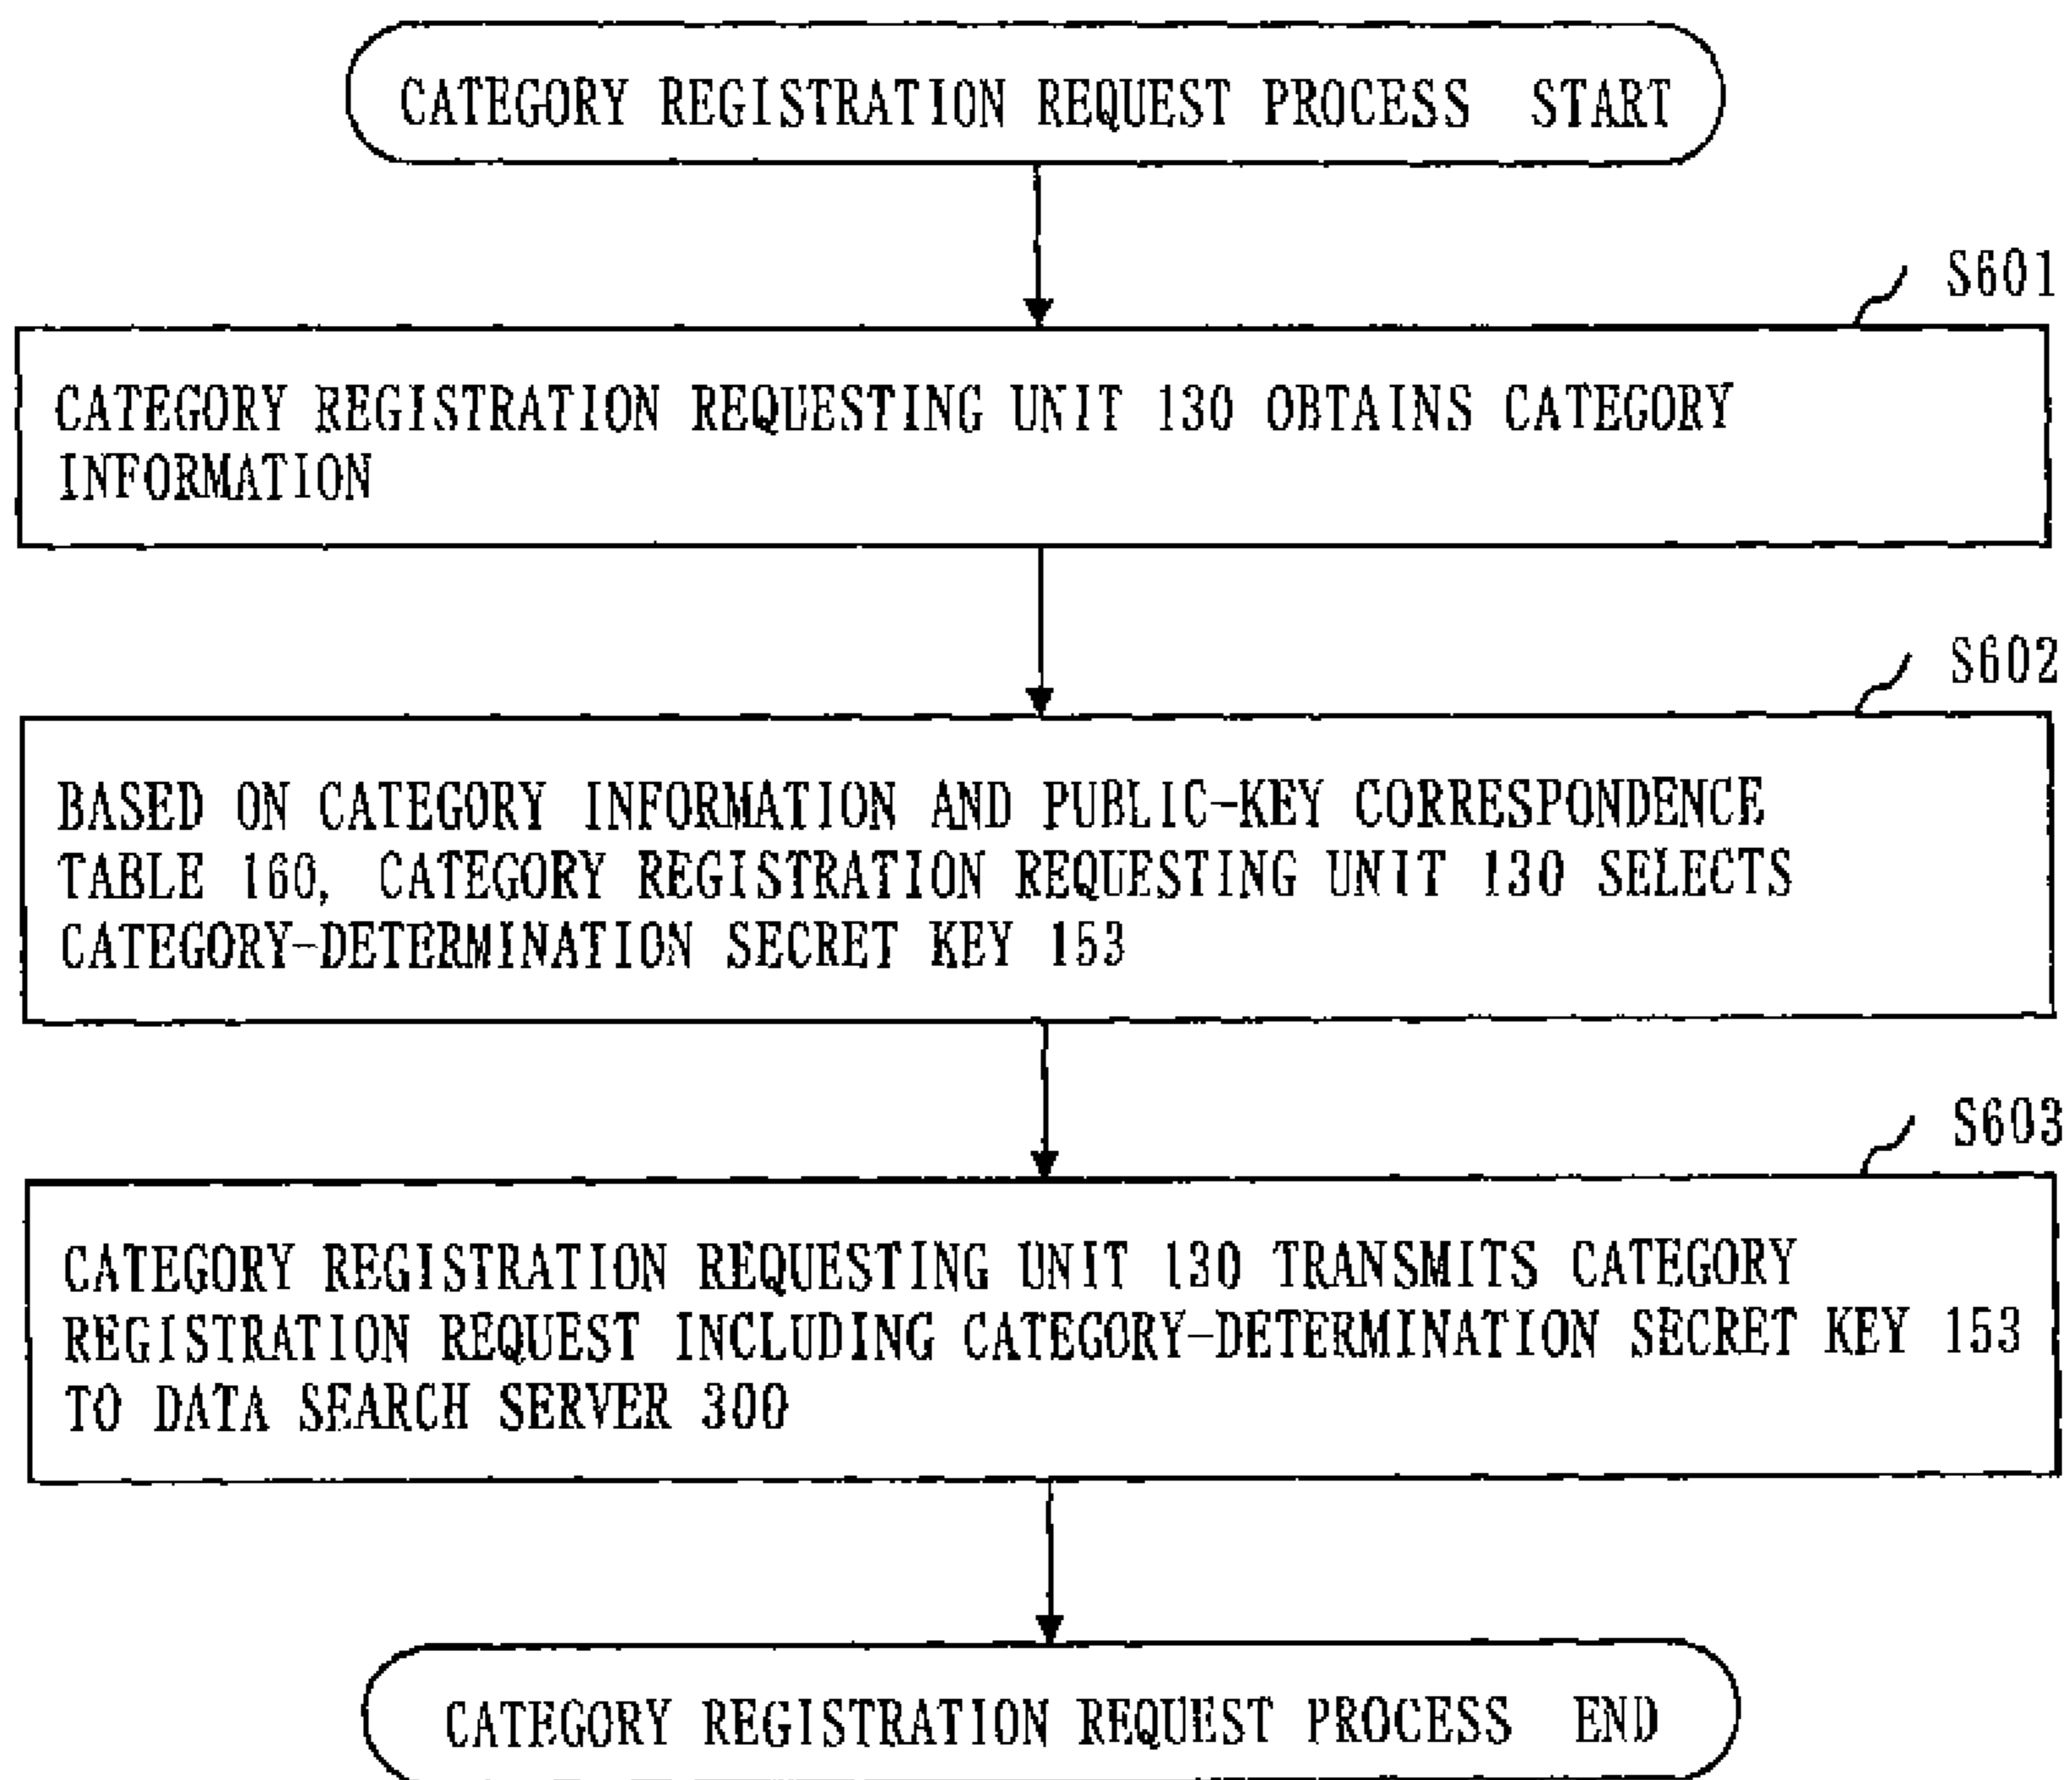 CATEGORY REGISTRATION REQUEST PROCESS START
S601
CATEGORY REGISTRATION REQUESTING UNIT 130 OBTAINS CATEGORY
INFORMATION
S602
BASED ON CATEGORY INFORMATION AND PUBLIC-KEY CORRESPONDENCE
TABLE 160, CATEGORY REGISTRATION REQUESTING UNIT 130 SELECTS
CATEGORY-DETERMINATION SECRET KEY 153
S603
CATEGORY REGISTRATION REQUESTING UNIT 130 TRANSMITS CATEGORY
REGISTRATION REQUEST INCLUDING CATEGORY-DETERMINATION SECRET KEY 153
TO DATA SEARCH SERVER 300
CATEGORY REGISTRATION REQUEST PROCESS END